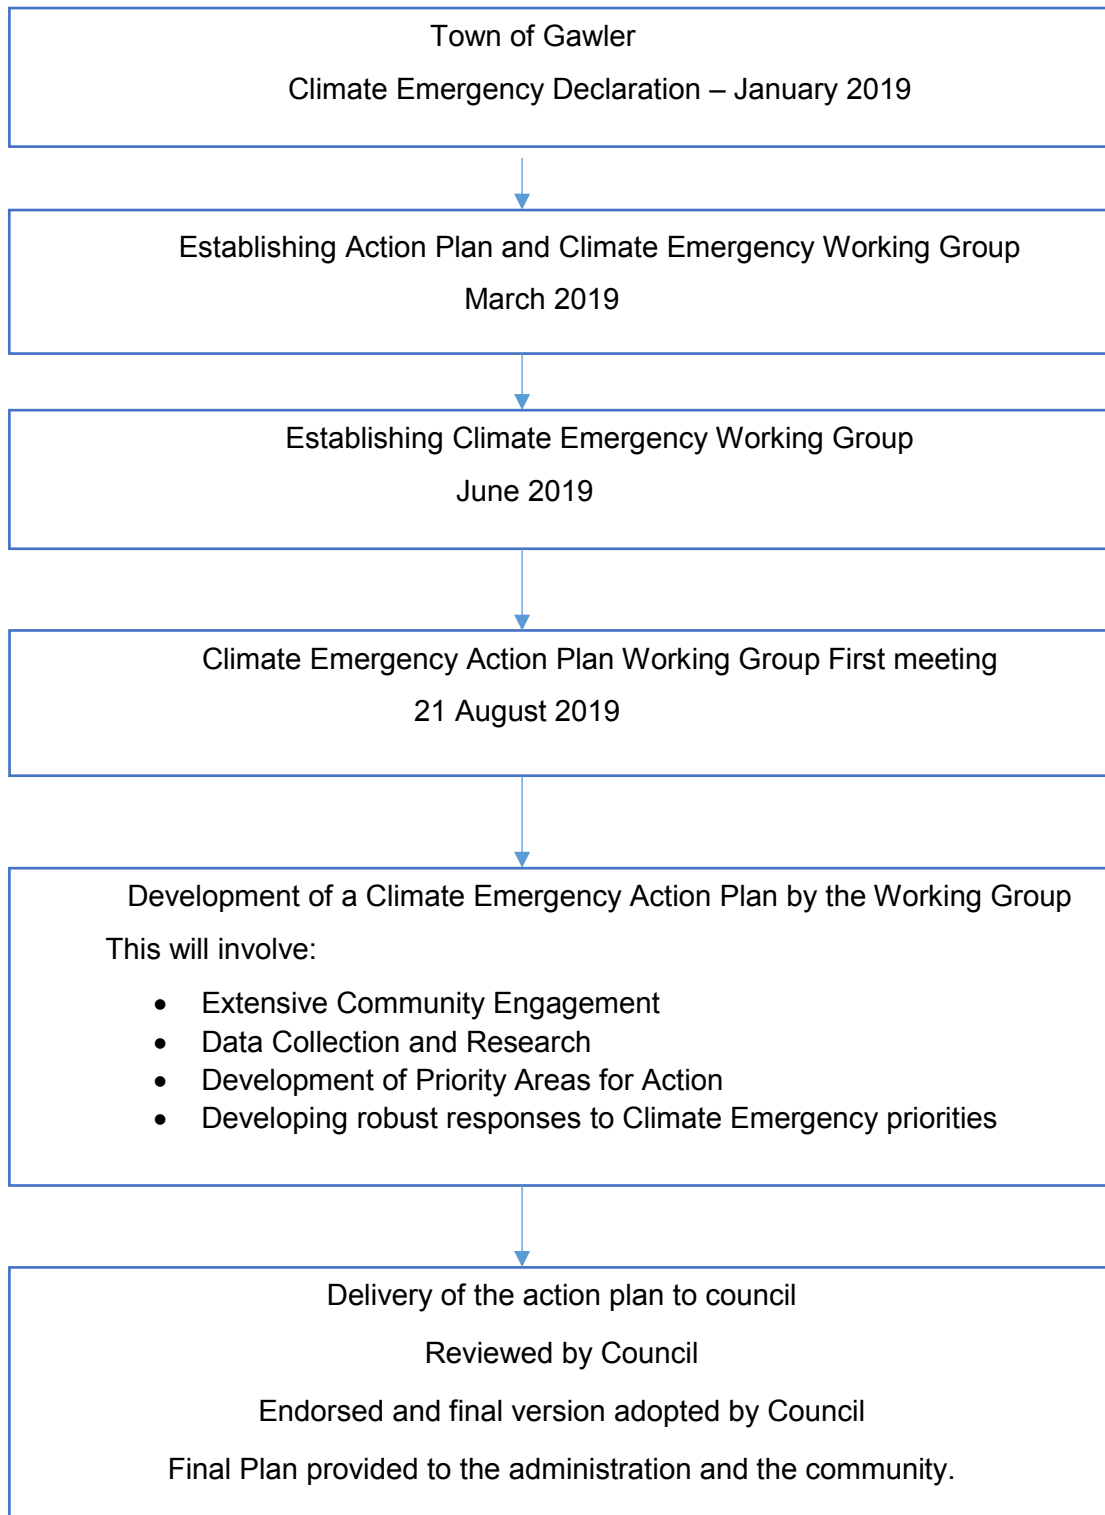 Town of Gawler
Climate Emergency Declaration – January 2019
Establishing Action Plan and Climate Emergency Working Group
March 2019
Establishing Climate Emergency Working Group
June 2019
Climate Emergency Action Plan Working Group First meeting
21 August 2019
Development of a Climate Emergency Action Plan by the Working Group
This will involve:
• Extensive Community Engagement
• Data Collection and Research
• Development of Priority Areas for Action
• Developing robust responses to Climate Emergency priorities
Delivery of the action plan to council
Reviewed by Council
Endorsed and final version adopted by Council
Final Plan provided to the administration and the community.